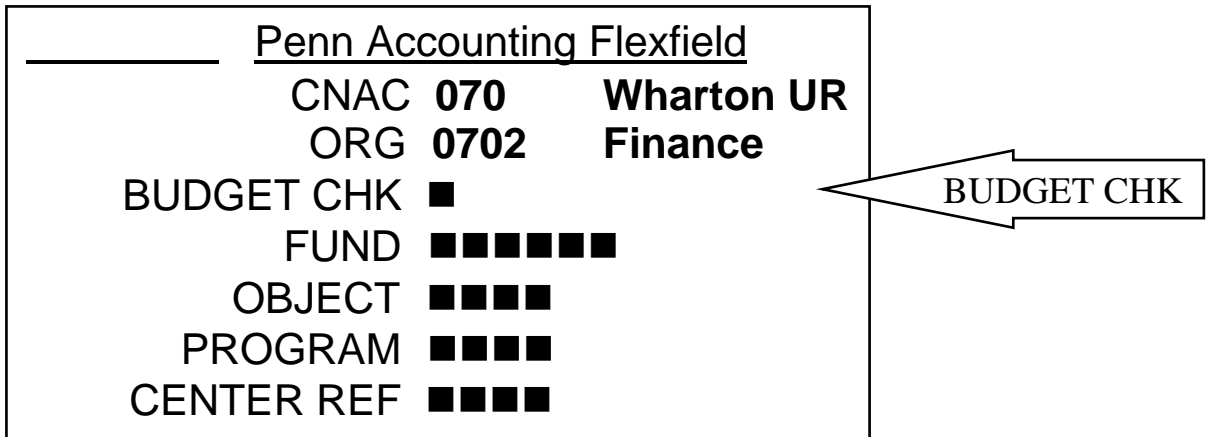 Penn Accounting Flexfield
CNAC 070 Wharton UR
ORG 0702 Finance
BUDGET CHK ■
BUDGET CHK
FUND ■■■■■■
OBJECT ■■■■
PROGRAM ■■■■
CENTER REF ■■■■